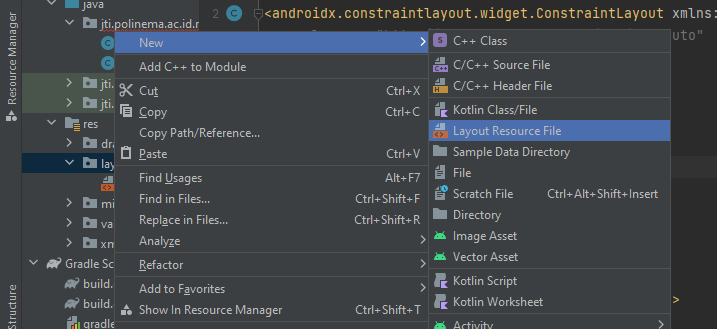 Resource Manager
Structure
java
jti.polinema.ac.id.m
jti.
jti.
res
dra
lay
mi
va
xm
Gradle Sc
build.
build.
gradle
2
<androidx.constraintlayout.widget.ConstraintLayout xmlns:
uto"
>
New
Add C++ to Module
Cut Ctrl+X
Copy Ctrl+C
Copy Path/Reference...
Paste Ctrl+V
Find Usages Alt+F7
Find in Files... Ctrl+Shift+F
Replace in Files... Ctrl+Shift+R
Analyze
Refactor
Add to Favorites
Show In Resource Manager Ctrl+Shift+T
C++ Class
C/C++ Source File
C/C++ Header File
Kotlin Class/File
Layout Resource File
Sample Data Directory
File
Scratch File Ctrl+Alt+Shift+Insert
Directory
Image Asset
Vector Asset
Kotlin Script
Kotlin Worksheet
Activity